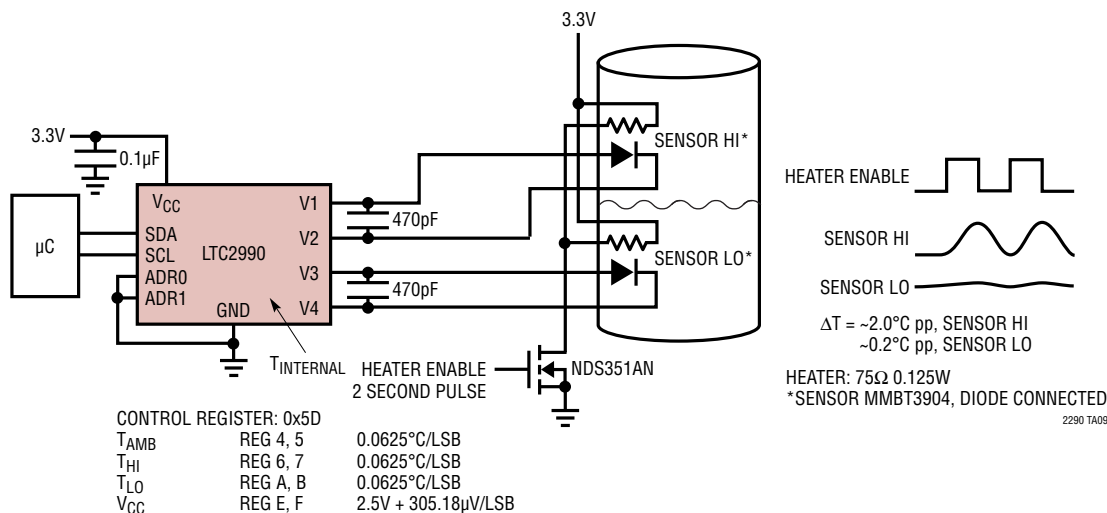 3.3V
3.3V
0.1µF
SENSOR HI*
HEATER ENABLE
VCC
V1
470pF
µC
SDA
V2
SENSOR HI
SCL
LTC2990
V3
SENSOR LO*
ADR0
470pF
SENSOR LO
ADR1
V4
GND
∆T = ~2.0°C pp, SENSOR HI
~0.2°C pp, SENSOR LO
TINTERNAL
HEATER ENABLE
2 SECOND PULSE
NDS351AN
HEATER: 75Ω 0.125W
*SENSOR MMBT3904, DIODE CONNECTED
2290 TA09
CONTROL REGISTER: 0x5D
TAMB REG 4, 5 0.0625°C/LSB
THI REG 6, 7 0.0625°C/LSB
TLO REG A, B 0.0625°C/LSB
VCC REG E, F 2.5V + 305.18µV/LSB